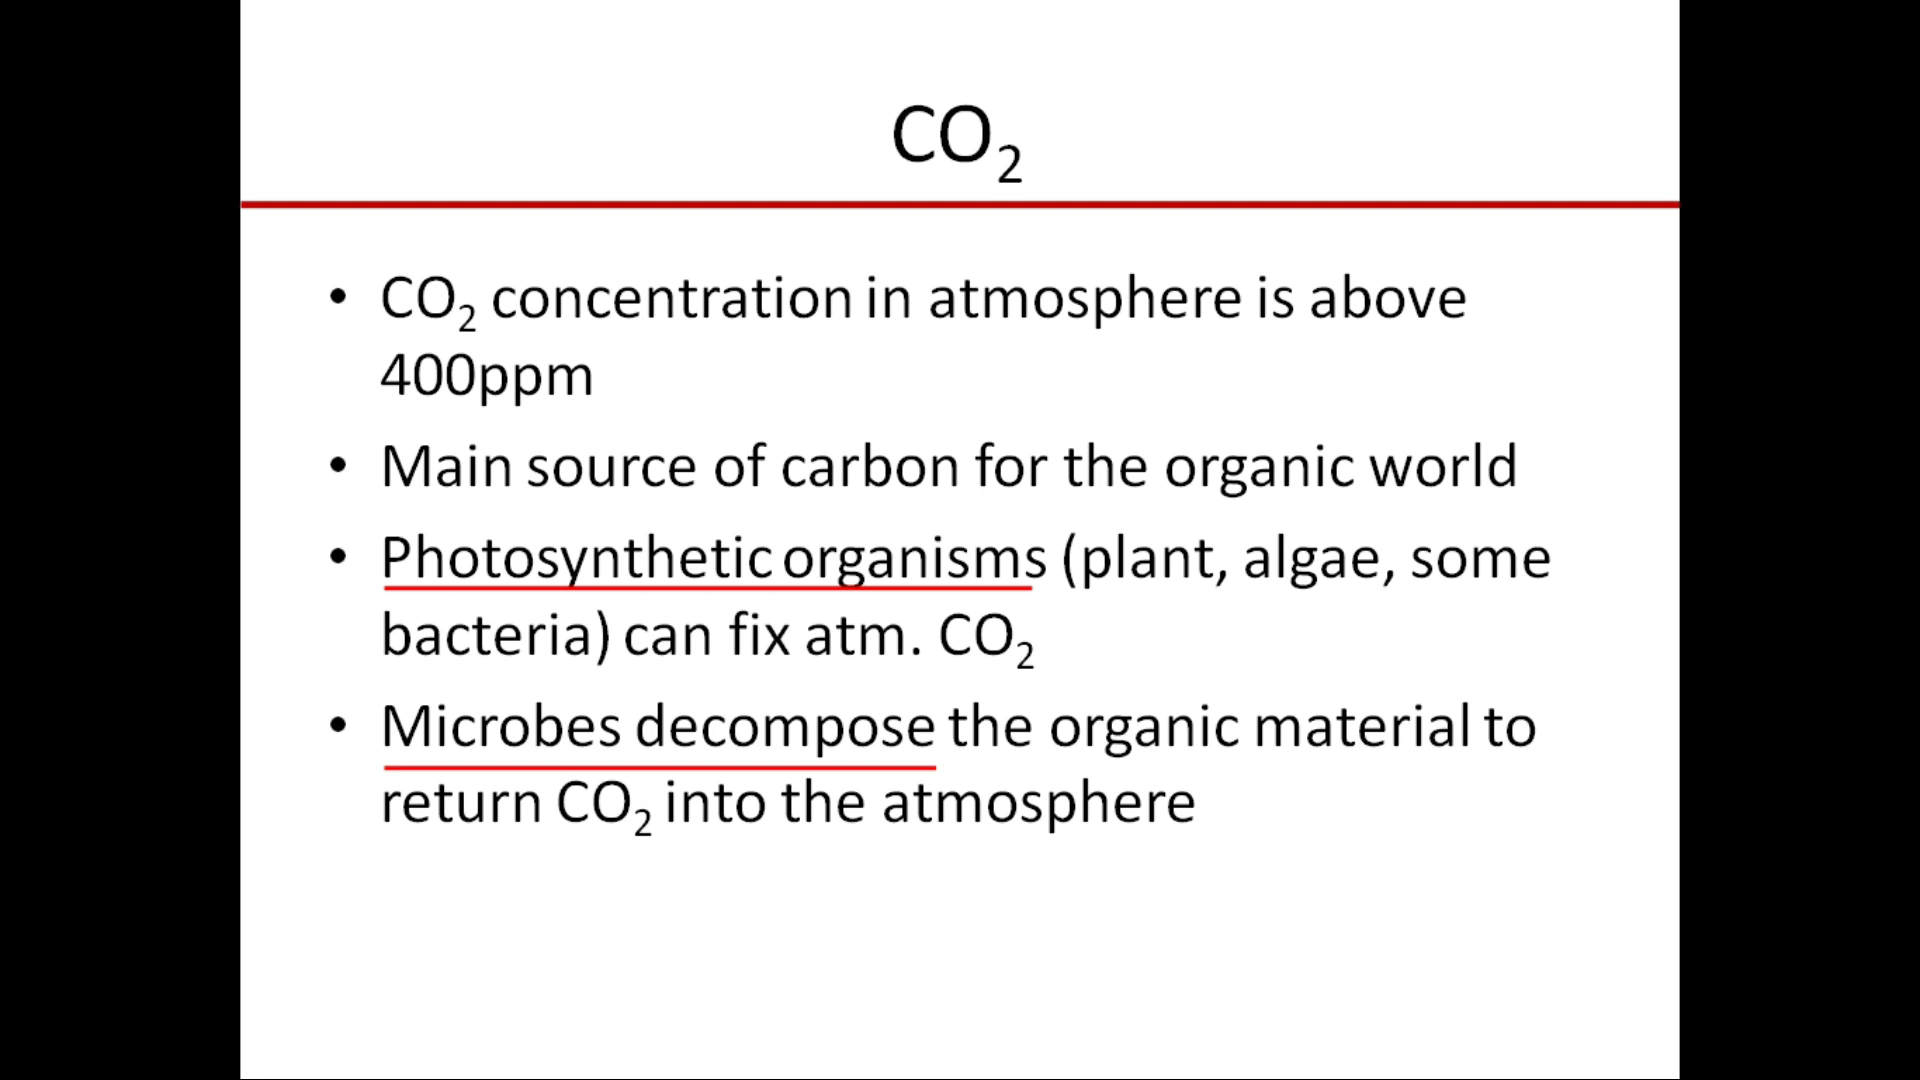 CO₂
• CO₂ concentration in atmosphere is above
400ppm
• Main source of carbon for the organic world
• Photosynthetic organisms (plant, algae, some
bacteria) can fix atm. CO₂
• Microbes decompose the organic material to
return CO₂ into the atmosphere